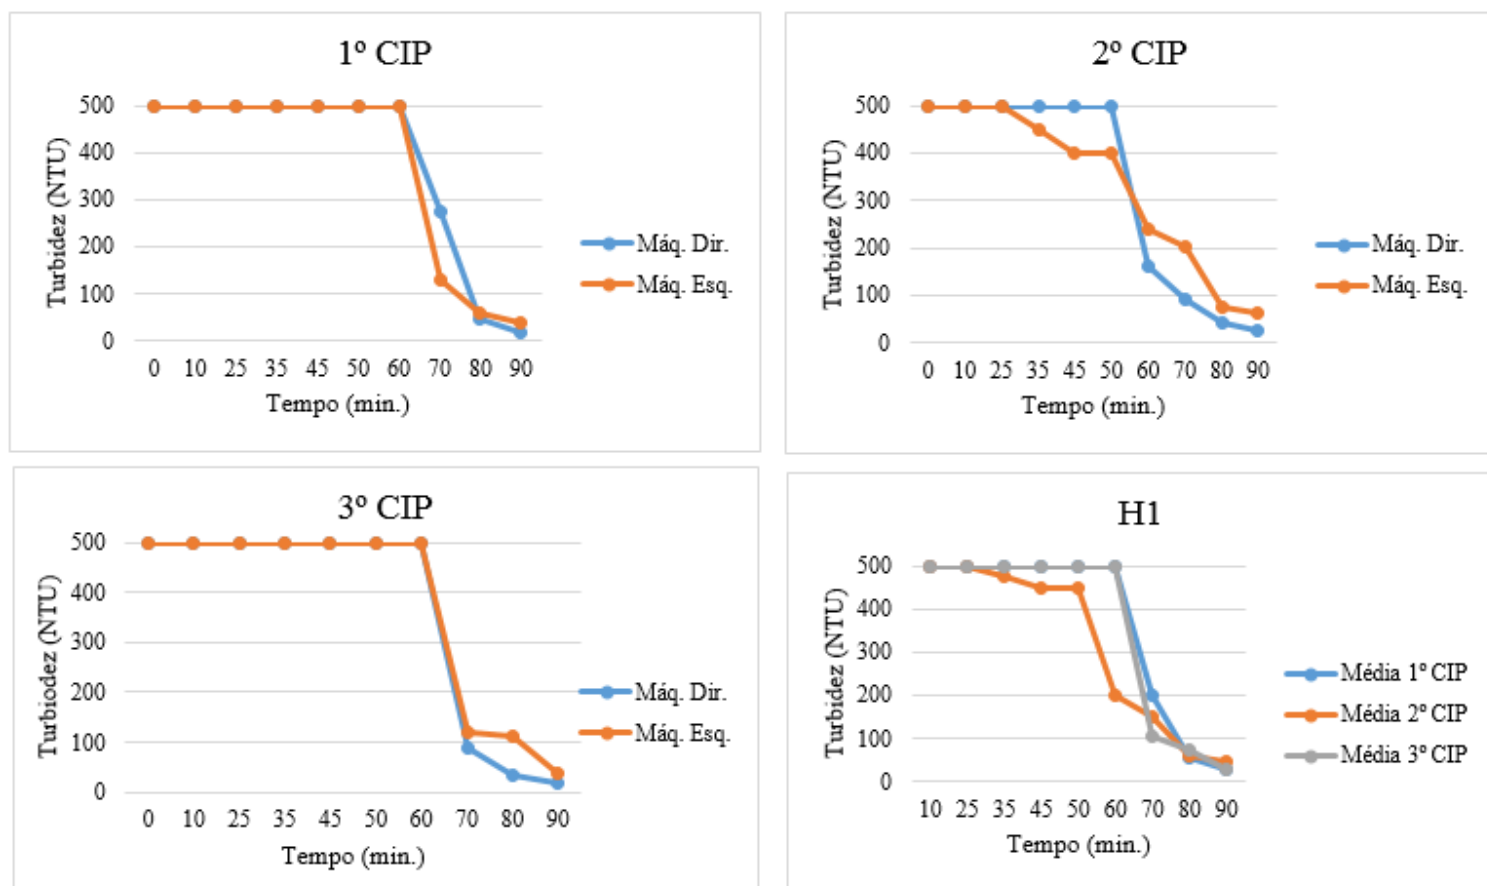 1º CIP
500
400
300
200
100
0
Turbidez (NTU)
0 10 25 35 45 50 60 70 80 90
Tempo (min.)
Máq. Dir.
Máq. Esq.
2º CIP
500
400
300
200
100
0
Turbidez (NTU)
0 10 25 35 45 50 60 70 80 90
Tempo (min.)
Máq. Dir.
Máq. Esq.
3º CIP
500
400
300
200
100
0
Turbiodez (NTU)
0 10 25 35 45 50 60 70 80 90
Tempo (min.)
Máq. Dir.
Máq. Esq.
H1
500
400
300
200
100
0
Turbidez (NTU)
10 25 35 45 50 60 70 80 90
Tempo (min.)
Média 1º CIP
Média 2º CIP
Média 3º CIP